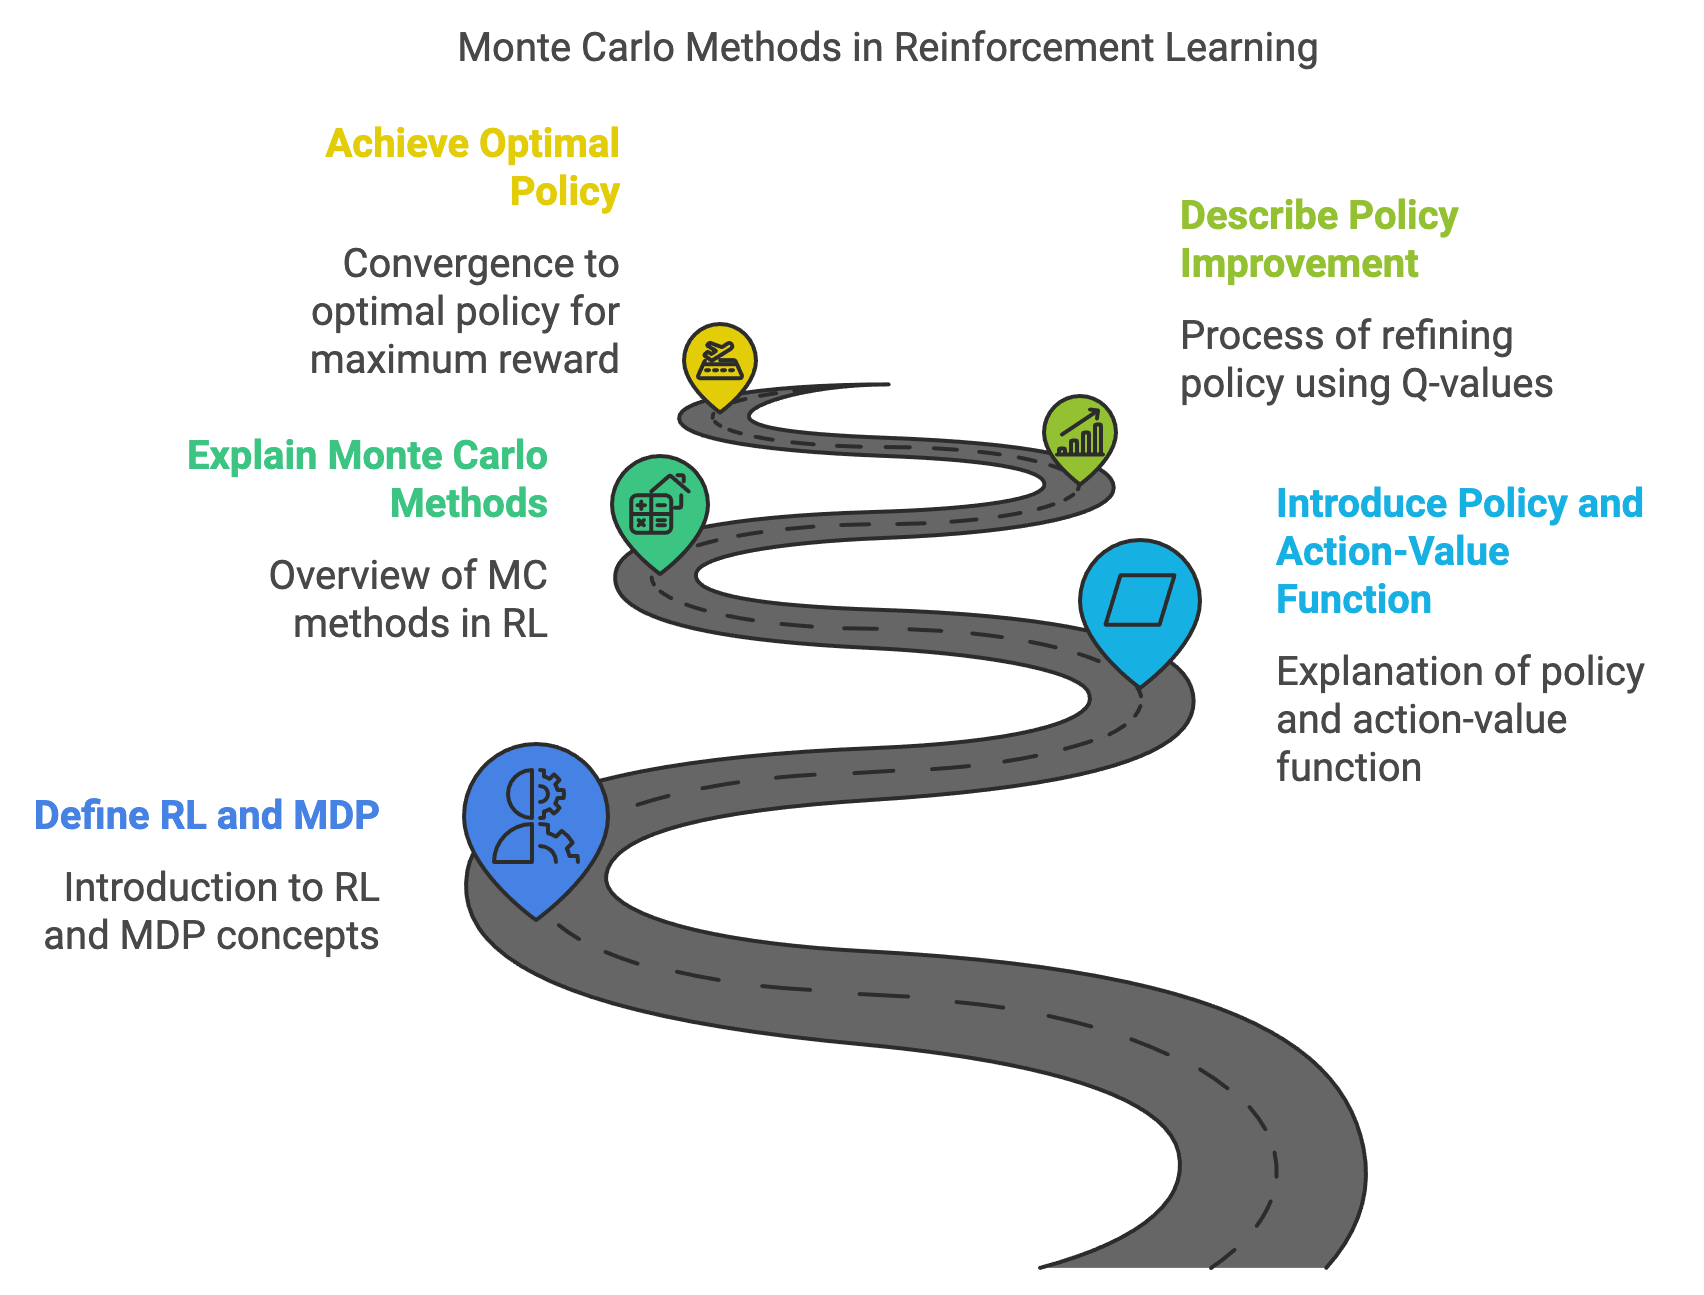 Monte Carlo Methods in Reinforcement Learning
Achieve Optimal
Policy
Convergence to
optimal policy for
maximum reward
Describe Policy
Improvement
Process of refining
policy using Q-values
Explain Monte Carlo
Methods
Overview of MC
methods in RL
Introduce Policy and
Action-Value
Function
Explanation of policy
and action-value
function
Define RL and MDP
Introduction to RL
and MDP concepts